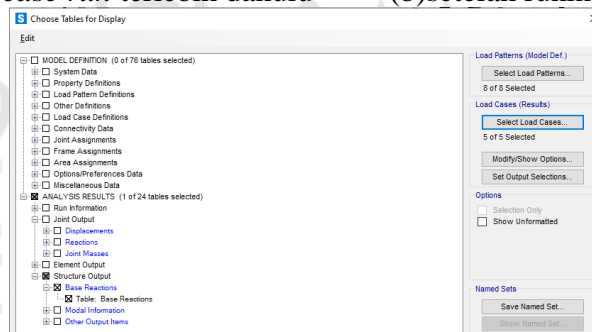 Choose Tables for Display
Edit
MODEL DEFINITION (0 of 76 tables selected)
System Data
Property Definitions
Load Pattern Definitions
Other Definitions
Load Case Definitions
Connectivity Data
Joint Assignments
Frame Assignments
Area Assignments
Options/Preferences Data
Miscellaneous Data
ANALYSIS RESULTS (1 of 24 tables selected)
Run Information
Joint Output
Displacements
Reactions
Joint Masses
Element Output
Structure Output
Base Reactions
Table: Base Reactions
Modal Information
Other Output Items
Load Patterns (Model Def.)
Select Load Patterns...
8 of 8 Selected
Load Cases (Results)
Select Load Cases...
5 of 5 Selected
Modify/Show Options...
Set Output Selections...
Options
Selection Only
Show Unformatted
Named Sets
Save Named Set...
Show Named Set...